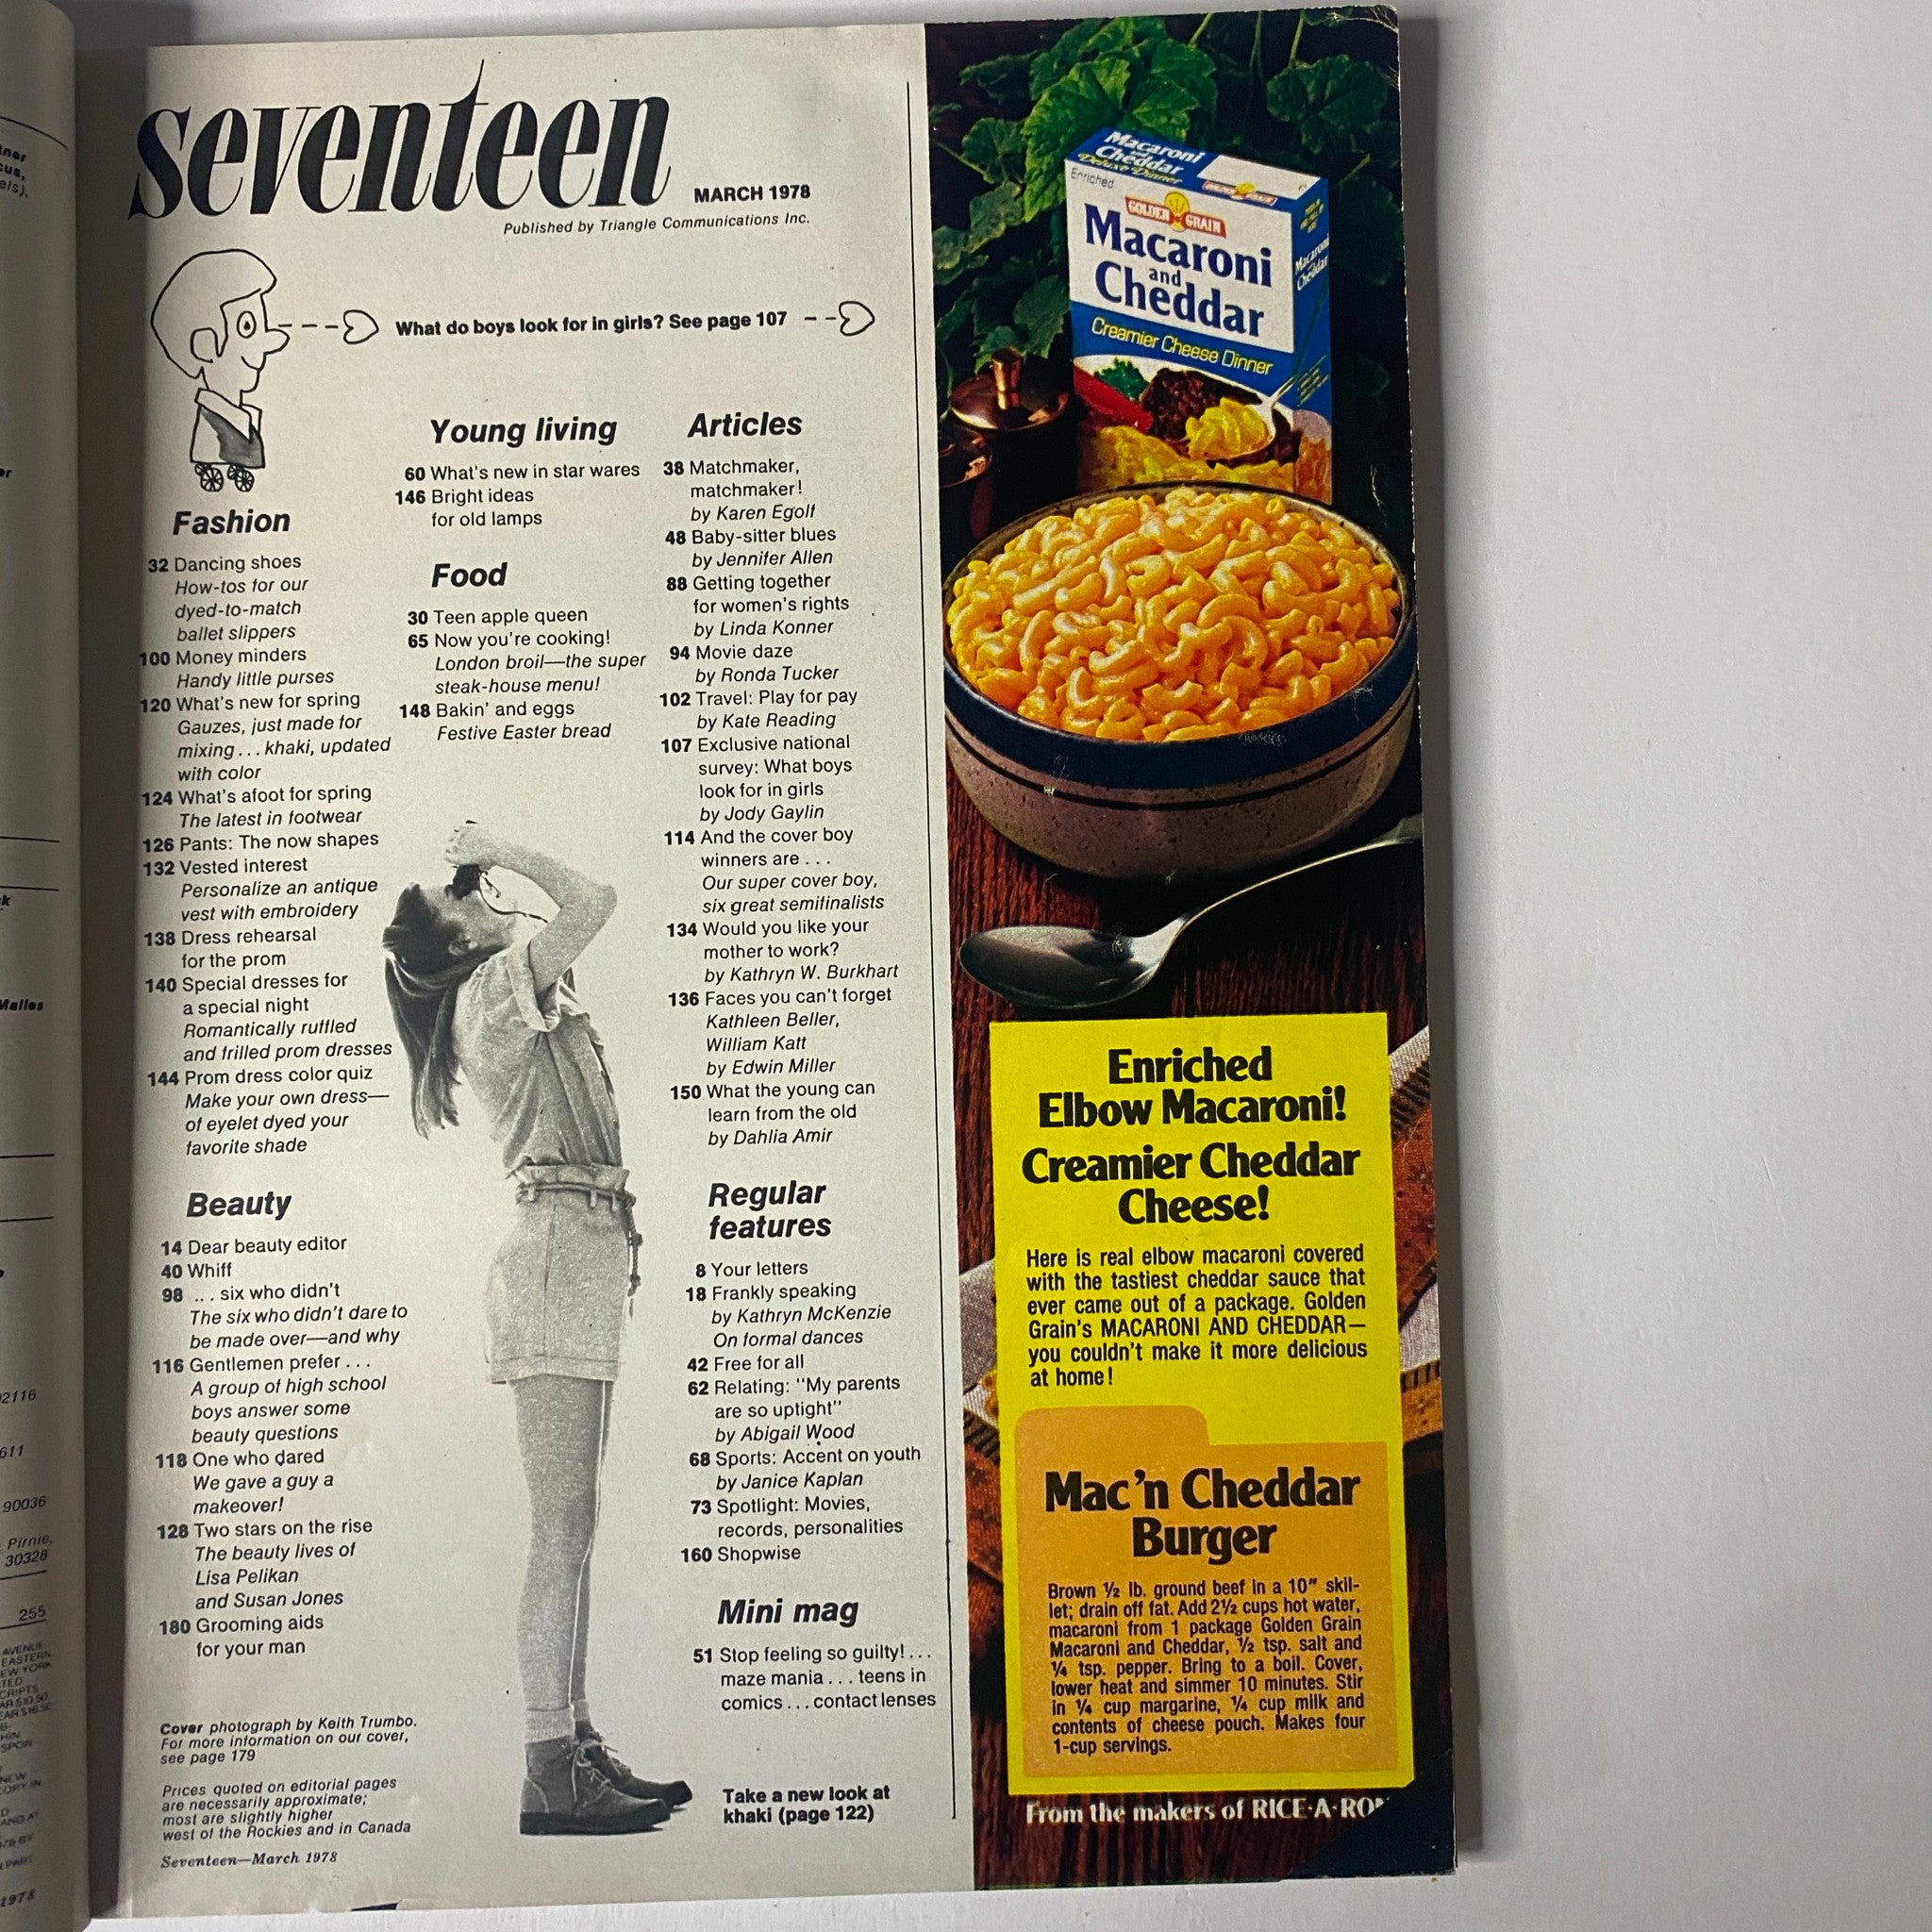 seventeen
MARCH 1978
Published by Triangle Communications Inc.
What do boys look for in girls? See page 107
Fashion
32 Dancing shoes
How-tos for our
dyed-to-match
ballet slippers
100 Money minders
Handy little purses
120 What's new for spring
Gauzes, just made for
mixing . . . khaki, updated
with color
124 What's afoot for spring
The latest in footwear
126 Pants: The now shapes
132 Vested interest
Personalize an antique
vest with embroidery
138 Dress rehearsal
for the prom
140 Special dresses for
a special night
Romantically ruffled
and frilled prom dresses
144 Prom dress color quiz
Make your own dress—
of eyelet dyed your
favorite shade
Beauty
14 Dear beauty editor
40 Whiff
98 . . . six who didn't
The six who didn't dare to
be made over—and why
116 Gentlemen prefer . . .
A group of high school
boys answer some
beauty questions
118 One who dared
We gave a guy a
makeover!
128 Two stars on the rise
The beauty lives of
Lisa Pelikan
and Susan Jones
180 Grooming aids
for your man
Cover photograph by Keith Trumbo.
For more information on our cover,
see page 179
Prices quoted on editorial pages
are necessarily approximate;
most are slightly higher
west of the Rockies and in Canada
Seventeen—March 1978
Young living
60 What's new in star wares
146 Bright ideas
for old lamps
Food
30 Teen apple queen
65 Now you're cooking!
London broil—the super
steak-house menu!
148 Bakin' and eggs
Festive Easter bread
Articles
38 Matchmaker,
matchmaker!
by Karen Egolf
48 Baby-sitter blues
by Jennifer Allen
88 Getting together
for women's rights
by Linda Konner
94 Movie daze
by Ronda Tucker
102 Travel: Play for pay
by Kate Reading
107 Exclusive national
survey: What boys
look for in girls
by Jody Gaylin
114 And the cover boy
winners are . . .
Our super cover boy,
six great semifinalists
134 Would you like your
mother to work?
by Kathryn W. Burkhart
136 Faces you can't forget
Kathleen Beller,
William Katt
by Edwin Miller
150 What the young can
learn from the old
by Dahlia Amir
Regular
features
8 Your letters
18 Frankly speaking
by Kathryn McKenzie
On formal dances
42 Free for all
62 Relating: "My parents
are so uptight"
by Abigail Wood
68 Sports: Accent on youth
by Janice Kaplan
73 Spotlight: Movies,
records, personalities
160 Shopwise
Mini mag
51 Stop feeling so guilty! . . .
maze mania . . . teens in
comics . . . contact lenses
Take a new look at
khaki (page 122)
Macaroni
and
Cheddar
Deluxe Dinner
Enriched
GOLDEN GRAIN
Macaroni
and
Cheddar
Creamier Cheese Dinner
Macaroni
and
Cheddar
Enriched
Elbow Macaroni!
Creamier Cheddar
Cheese!
Here is real elbow macaroni covered
with the tastiest cheddar sauce that
ever came out of a package. Golden
Grain's MACARONI AND CHEDDAR—
you couldn't make it more delicious
at home!
Mac'n Cheddar
Burger
Brown ½ lb. ground beef in a 10" skil-
let; drain off fat. Add 2½ cups hot water,
macaroni from 1 package Golden Grain
Macaroni and Cheddar, ½ tsp. salt and
¼ tsp. pepper. Bring to a boil. Cover,
lower heat and simmer 10 minutes. Stir
in ¼ cup margarine, ¼ cup milk and
contents of cheese pouch. Makes four
1-cup servings.
From the makers of RICE·A·RO
Malles
02116
611
90036
Pirnie,
30328
255
AVENUE
EASTERN
1978